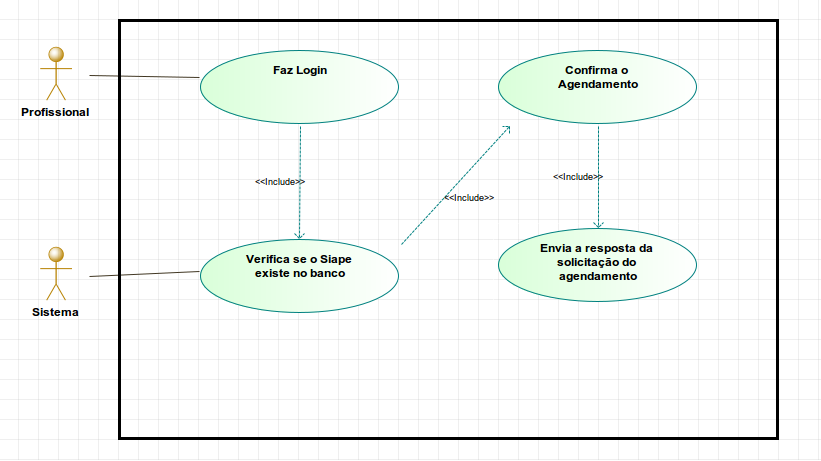 Profissional
Faz Login
Confirma o
Agendamento
<<Include>>
<<Include>>
<<Include>>
Sistema
Verifica se o Siape
existe no banco
Envia a resposta da
solicitação do
agendamento